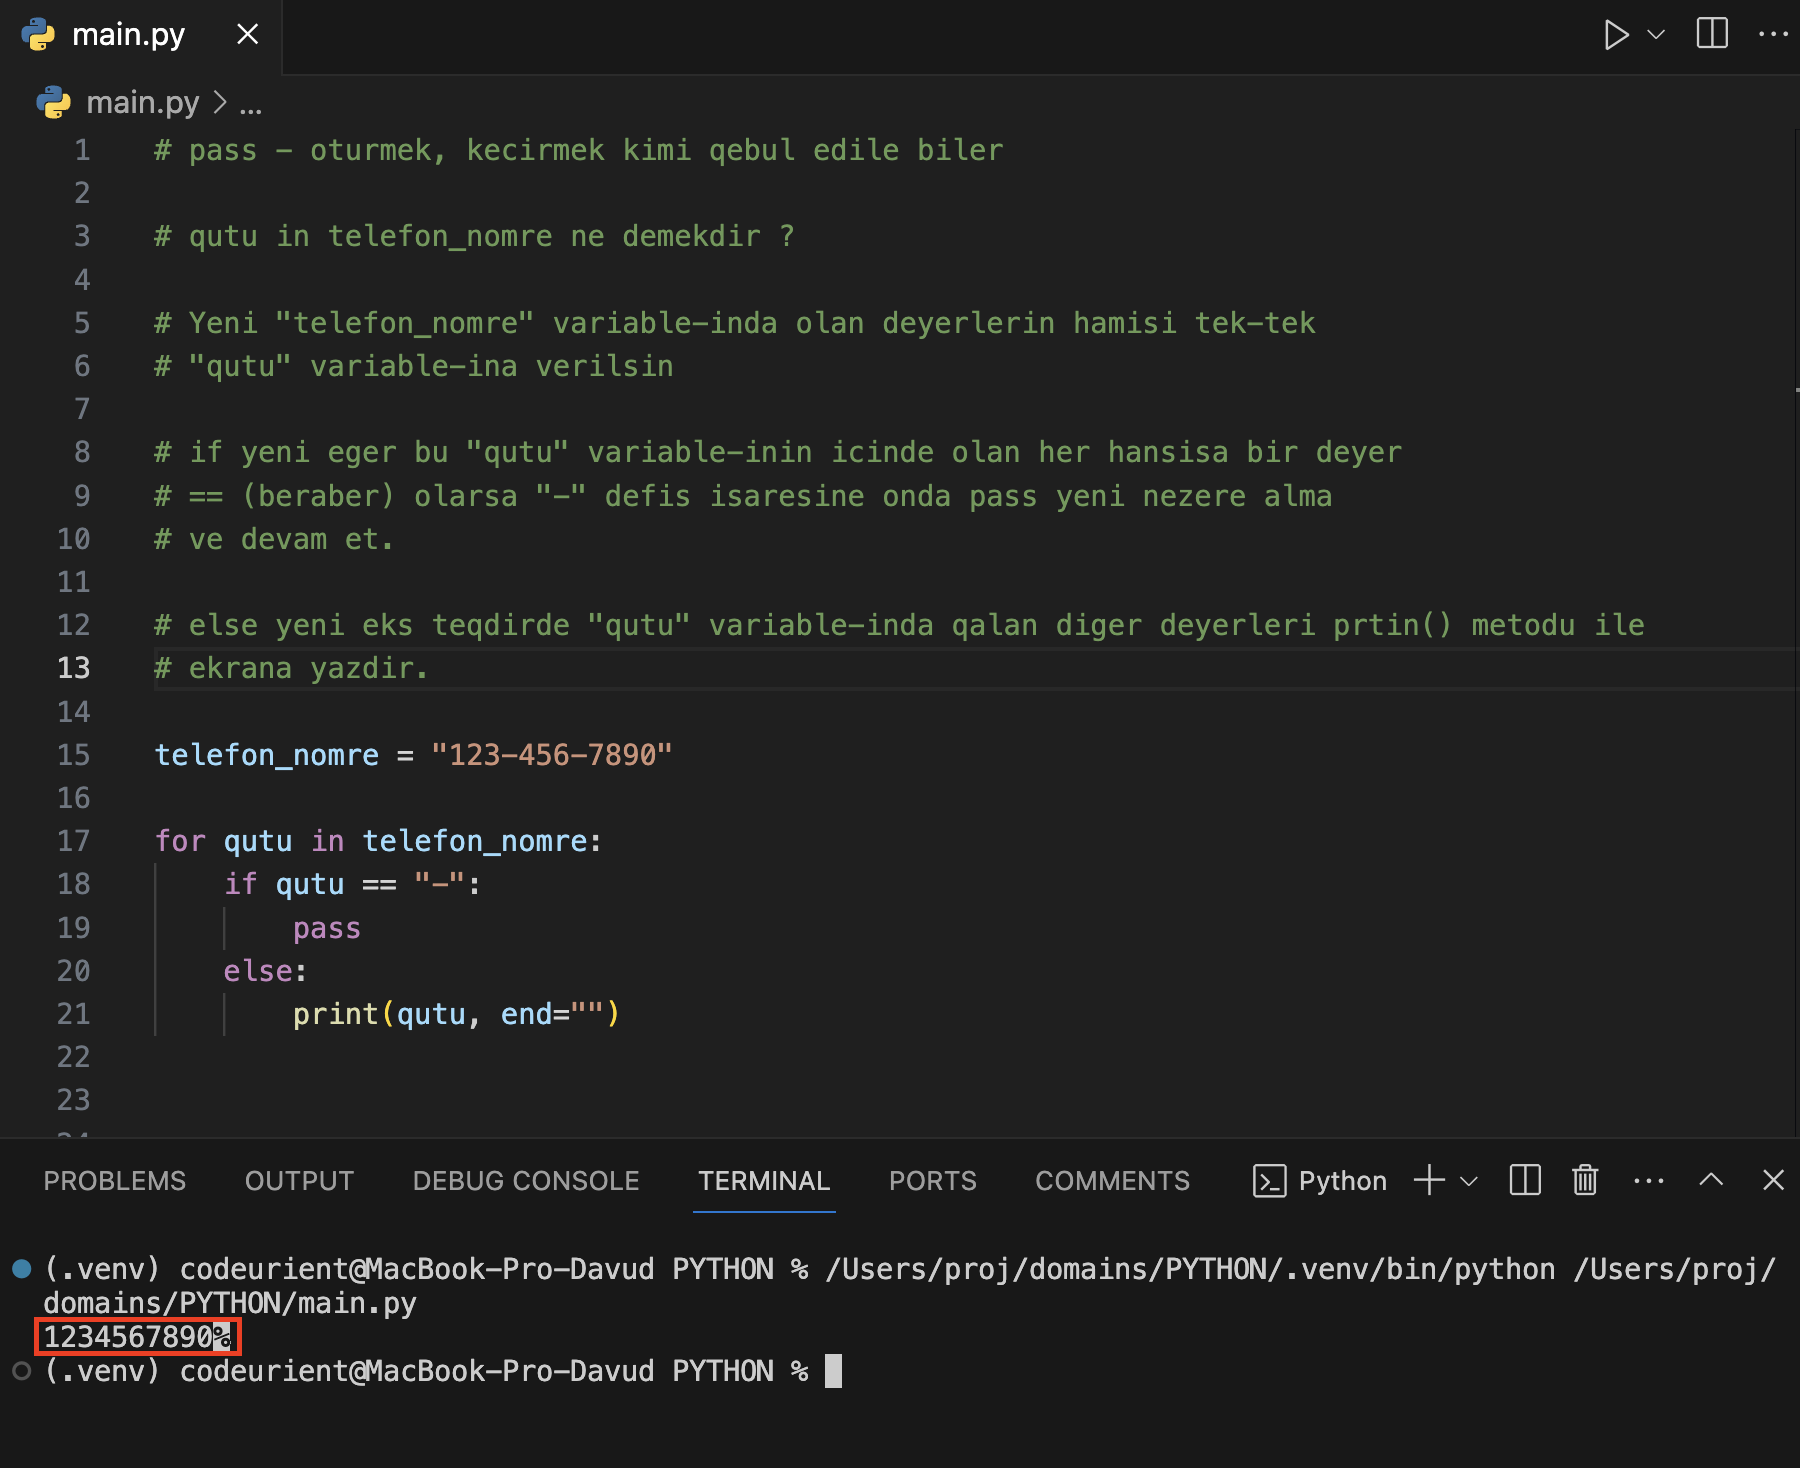 main.py
main.py > ...
1 # pass - oturmek, kecirmek kimi qebul edile biler
2
3 # qutu in telefon_nomre ne demekdir ?
4
5 # Yeni "telefon_nomre" variable-inda olan deyerlerin hamisi tek-tek
6 # "qutu" variable-ina verilsin
7
8 # if yeni eger bu "qutu" variable-inin icinde olan her hansisa bir deyer
9 # == (beraber) olarsa "-" defis isaresine onda pass yeni nezere alma
10 # ve devam et.
11
12 # else yeni eks teqdirde "qutu" variable-inda qalan diger deyerleri prtin() metodu ile
13 # ekrana yazdir.
14
15 telefon_nomre = "123-456-7890"
16
17 for qutu in telefon_nomre:
18     if qutu == "-":
19         pass
20     else:
21         print(qutu, end="")
22
23
PROBLEMS OUTPUT DEBUG CONSOLE TERMINAL PORTS COMMENTS Python
(.venv) codeurient@MacBook-Pro-Davud PYTHON % /Users/proj/domains/PYTHON/.venv/bin/python /Users/proj/
domains/PYTHON/main.py
1234567890%
(.venv) codeurient@MacBook-Pro-Davud PYTHON %